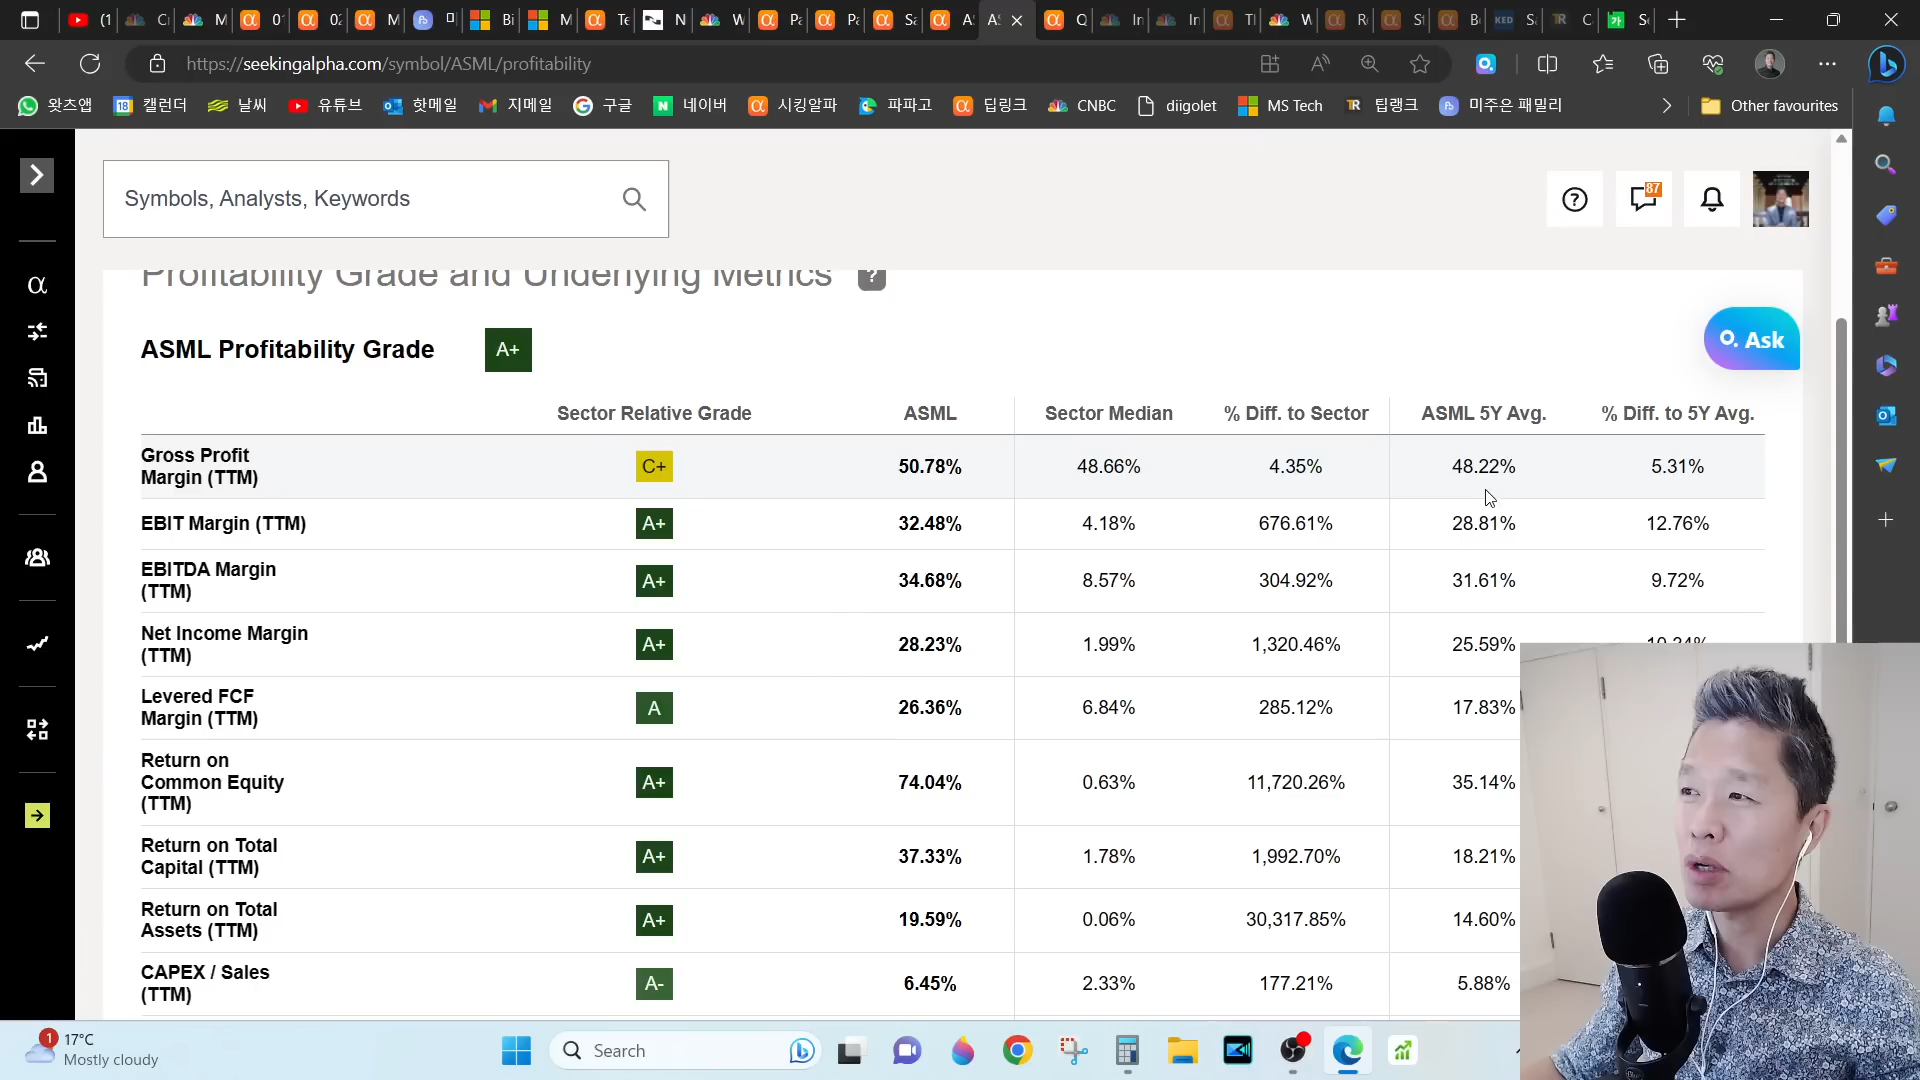 https://seekingalpha.com/symbol/ASML/profitability
왓츠앱 18 캘린더 날씨 유튜브 핫메일 지메일 구글 N 네이버 시킹알파 파파고 딥링크 CNBC diigolet MS Tech TR 팁랭크 미주은 패밀리 Other favourites
Symbols, Analysts, Keywords
87
Profitability Grade and Underlying Metrics ?
ASML Profitability Grade A+
Ask
Sector Relative Grade ASML Sector Median % Diff. to Sector ASML 5Y Avg. % Diff. to 5Y Avg.
Gross Profit
Margin (TTM) C+ 50.78% 48.66% 4.35% 48.22% 5.31%
EBIT Margin (TTM) A+ 32.48% 4.18% 676.61% 28.81% 12.76%
EBITDA Margin
(TTM) A+ 34.68% 8.57% 304.92% 31.61% 9.72%
Net Income Margin
(TTM) A+ 28.23% 1.99% 1,320.46% 25.59%
Levered FCF
Margin (TTM) A 26.36% 6.84% 285.12% 17.83%
Return on
Common Equity
(TTM) A+ 74.04% 0.63% 11,720.26% 35.14%
Return on Total
Capital (TTM) A+ 37.33% 1.78% 1,992.70% 18.21%
Return on Total
Assets (TTM) A+ 19.59% 0.06% 30,317.85% 14.60%
CAPEX / Sales
(TTM) A- 6.45% 2.33% 177.21% 5.88%
1 17°C
Mostly cloudy
Search